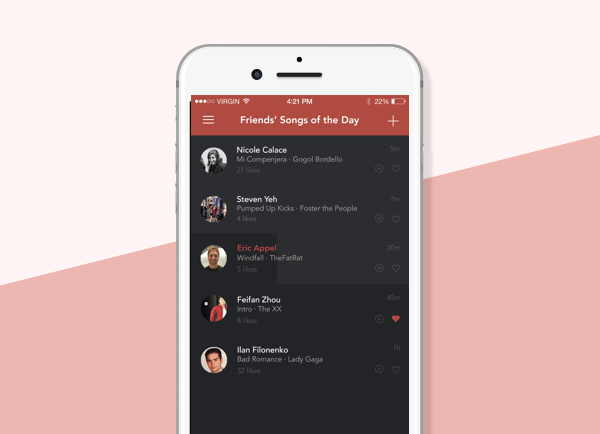 VIRGIN 4:21 PM 22%
Friends' Songs of the Day
Nicole Calace 5m
Mi Compenjera · Gogol Bordello
21 likes
Steven Yeh 7m
Pumped Up Kicks · Foster the People
4 likes
Eric Appel 20m
Windfall · TheFatRat
5 likes
Feifan Zhou 45m
Intro · The XX
8 likes
Ilan Filonenko 1h
Bad Romance · Lady Gaga
32 likes